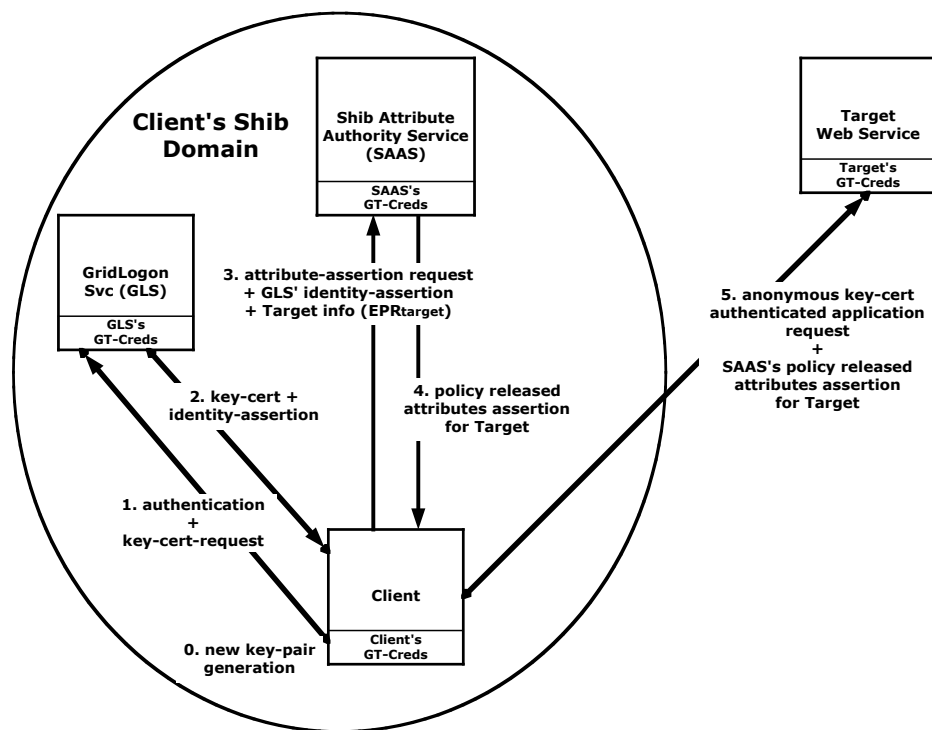 Client's Shib
Domain
Shib Attribute
Authority Service
(SAAS)
SAAS's
GT-Creds
Target
Web Service
Target's
GT-Creds
GridLogon
Svc (GLS)
GLS's
GT-Creds
3. attribute-assertion request
+ GLS' identity-assertion
+ Target info (EPRtarget)
5. anonymous key-cert
authenticated application
request
+
SAAS's policy released
attributes assertion
for Target
2. key-cert +
identity-assertion
4. policy released
attributes assertion
for Target
1. authentication
+
key-cert-request
Client
Client's
GT-Creds
0. new key-pair
generation